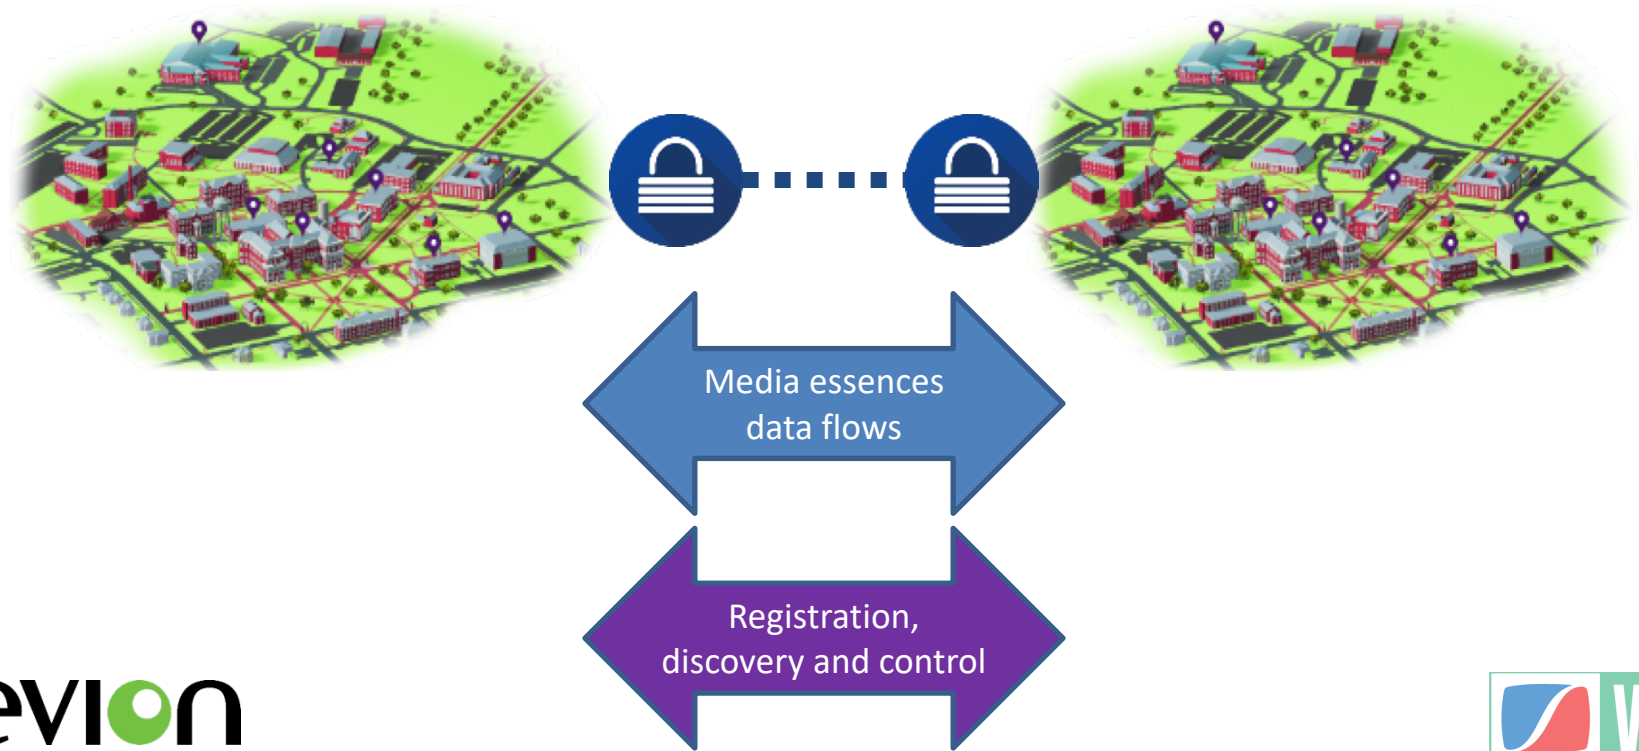 Media essences
data flows
Registration,
discovery and control
evion